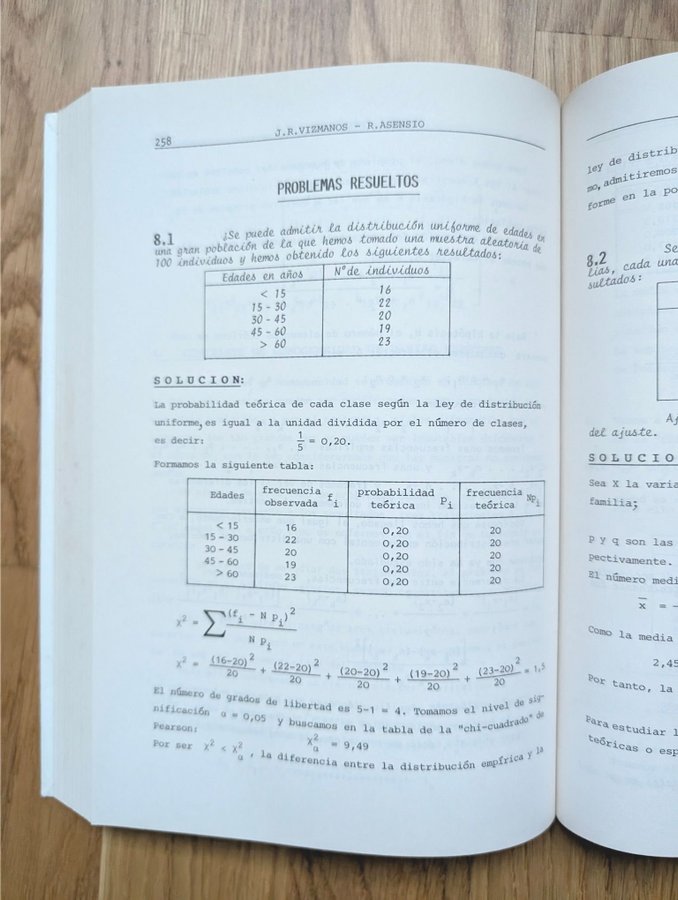 258
J.R.VIZMANOS - R.ASENSIO
PROBLEMAS RESUELTOS
8.1 ¿Se puede admitir la distribución uniforme de edades en
una gran población de la que hemos tomado una muestra aleatoria de
100 individuos y hemos obtenido los siguientes resultados:
Edades en años N° de individuos
< 15 16
15 - 30 22
30 - 45 20
45 - 60 19
> 60 23
SOLUCION:
La probabilidad teórica de cada clase según la ley de distribución
uniforme, es igual a la unidad dividida por el número de clases,
es decir: 1/5 = 0,20.
Formamos la siguiente tabla:
Edades frecuencia observada f_i probabilidad teórica P_i frecuencia teórica Np_i
< 15 16 0,20 20
15 - 30 22 0,20 20
30 - 45 20 0,20 20
45 - 60 19 0,20 20
> 60 23 0,20 20
χ² = ∑ (f_i - N p_i)² / N p_i
χ² = (16-20)²/20 + (22-20)²/20 + (20-20)²/20 + (19-20)²/20 + (23-20)²/20 = 1,5
El número de grados de libertad es 5-1 = 4. Tomamos el nivel de sig-
nificación α = 0,05 y buscamos en la tabla de la "chi-cuadrado" de
Pearson: χ²_α = 9,49
Por ser χ² < χ²_α, la diferencia entre la distribución empírica y la
ley de distrib
mo, admitiremos
forme en la po
8.2 Se
lias, cada una
sultados:
Aj
del ajuste.
SOLUCIO
Sea X la varia
familia;
p y q son las
pectivamente.
El número medi
x̄ =
Como la media
2,45
Por tanto, la
Para estudiar l
teóricas o esp